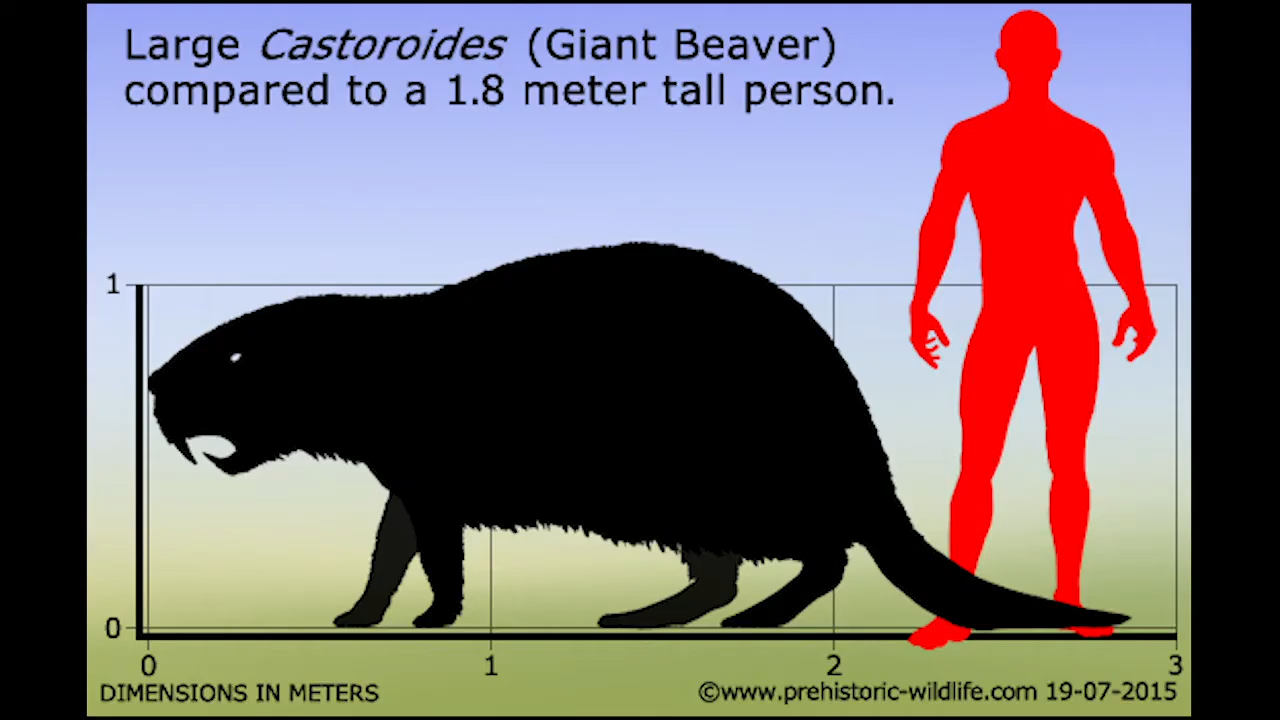 Large Castoroides (Giant Beaver)
compared to a 1.8 meter tall person.
1
0
0 1 2 3
DIMENSIONS IN METERS
©www.prehistoric-wildlife.com 19-07-2015